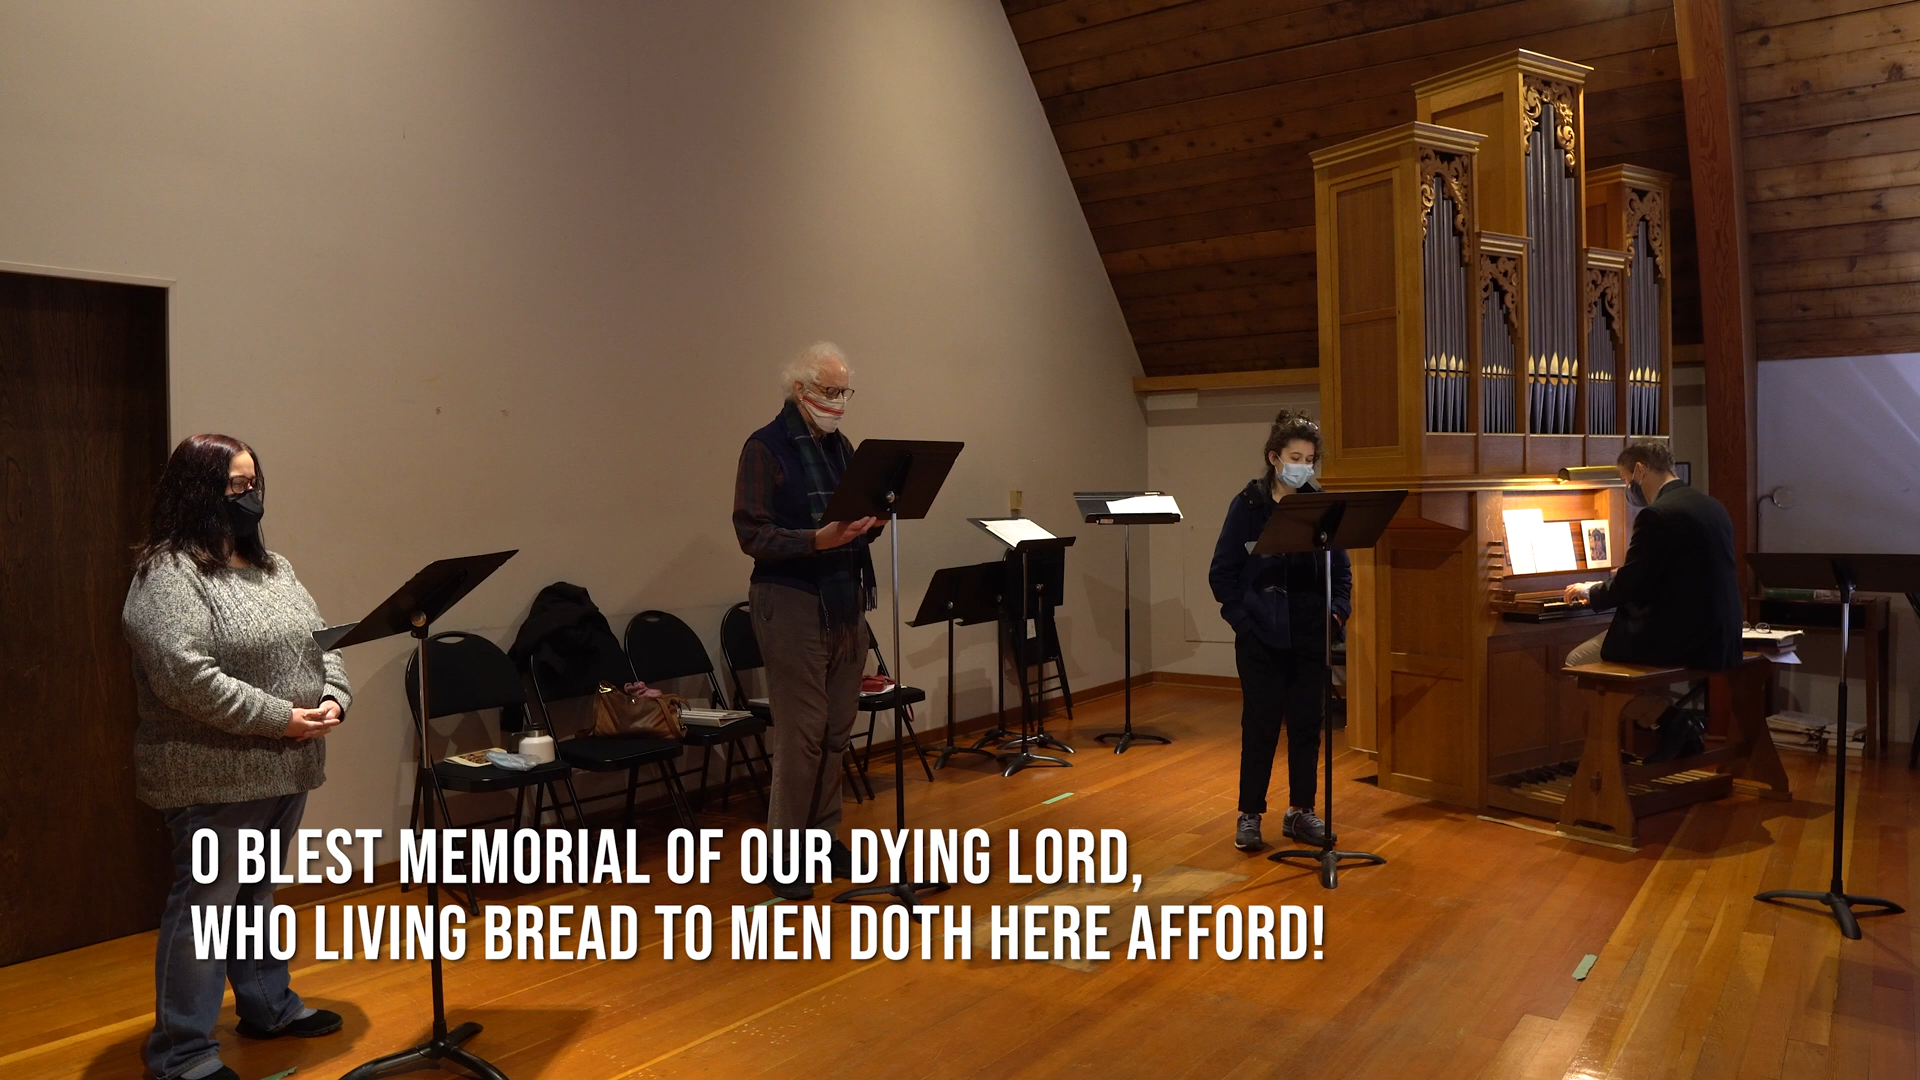 O BLEST MEMORIAL OF OUR DYING LORD,
WHO LIVING BREAD TO MEN DOTH HERE AFFORD!